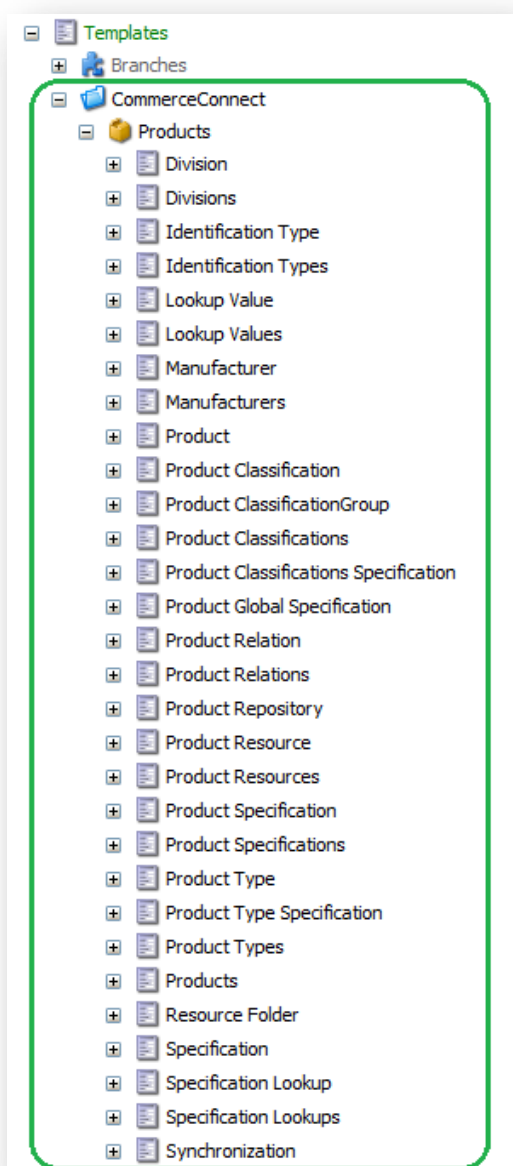 Templates
Branches
CommerceConnect
Products
Division
Divisions
Identification Type
Identification Types
Lookup Value
Lookup Values
Manufacturer
Manufacturers
Product
Product Classification
Product ClassificationGroup
Product Classifications
Product Classifications Specification
Product Global Specification
Product Relation
Product Relations
Product Repository
Product Resource
Product Resources
Product Specification
Product Specifications
Product Type
Product Type Specification
Product Types
Products
Resource Folder
Specification
Specification Lookup
Specification Lookups
Synchronization